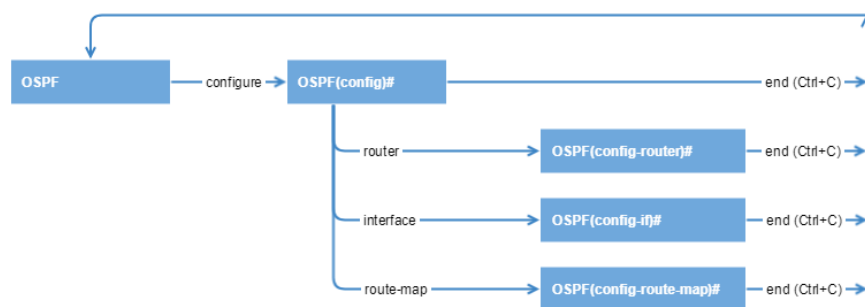 OSPF configure OSPF(config)# end (Ctrl+C)
router OSPF(config-router)# end (Ctrl+C)
interface OSPF(config-if)# end (Ctrl+C)
route-map OSPF(config-route-map)# end (Ctrl+C)